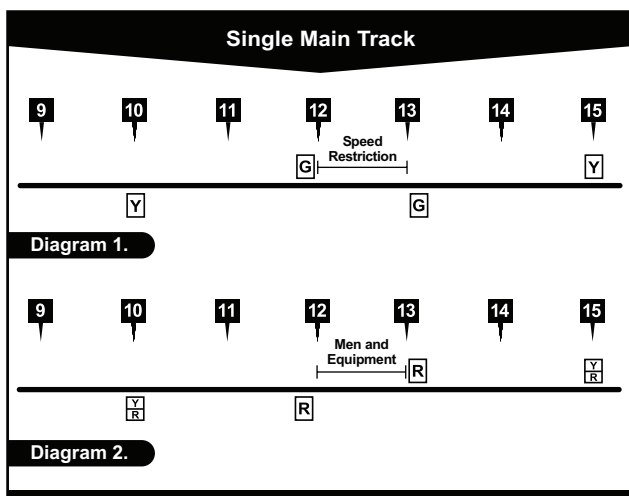 Single Main Track
9 10 11 12 13 14 15
Speed
Restriction
G Y
Y G
Diagram 1.
9 10 11 12 13 14 15
Men and
Equipment
R Y
R
Y
R R
Diagram 2.